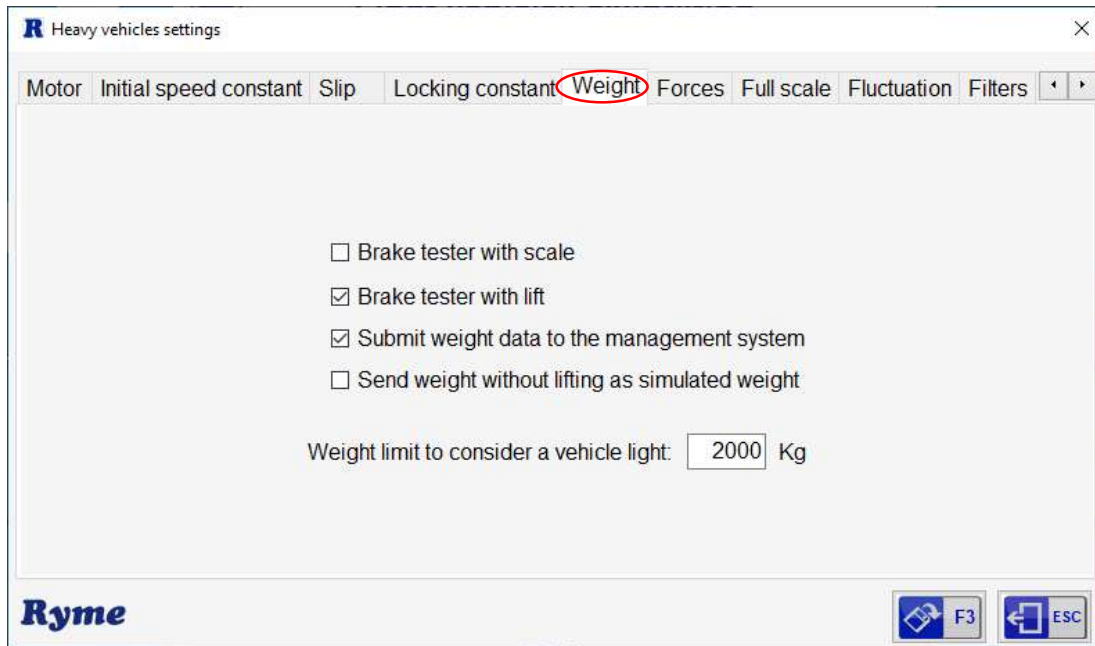 R Heavy vehicles settings
Motor Initial speed constant Slip Locking constant Weight Forces Full scale Fluctuation Filters
Brake tester with scale
Brake tester with lift
Submit weight data to the management system
Send weight without lifting as simulated weight
Weight limit to consider a vehicle light: 2000 Kg
Ryme F3 ESC